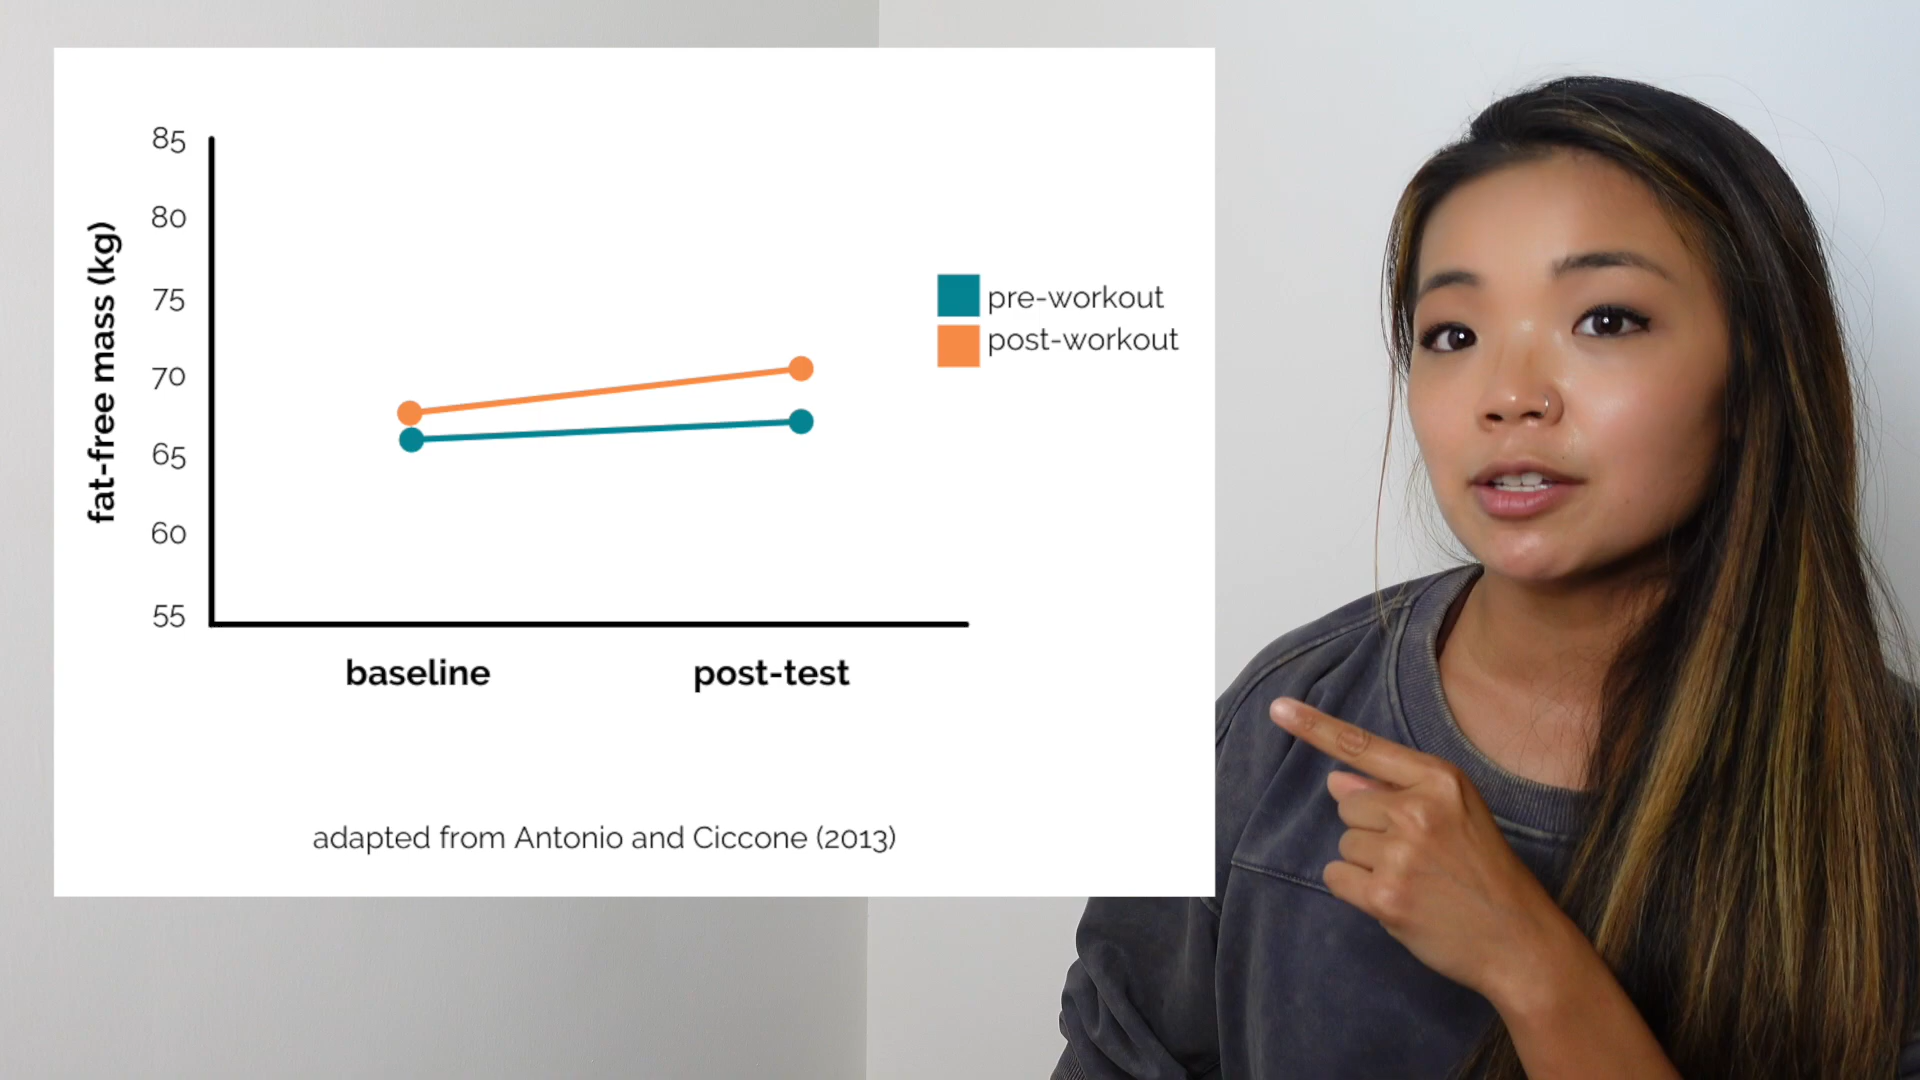 85
80
75
70
65
60
55
fat-free mass (kg)
pre-workout
post-workout
baseline
post-test
adapted from Antonio and Ciccone (2013)